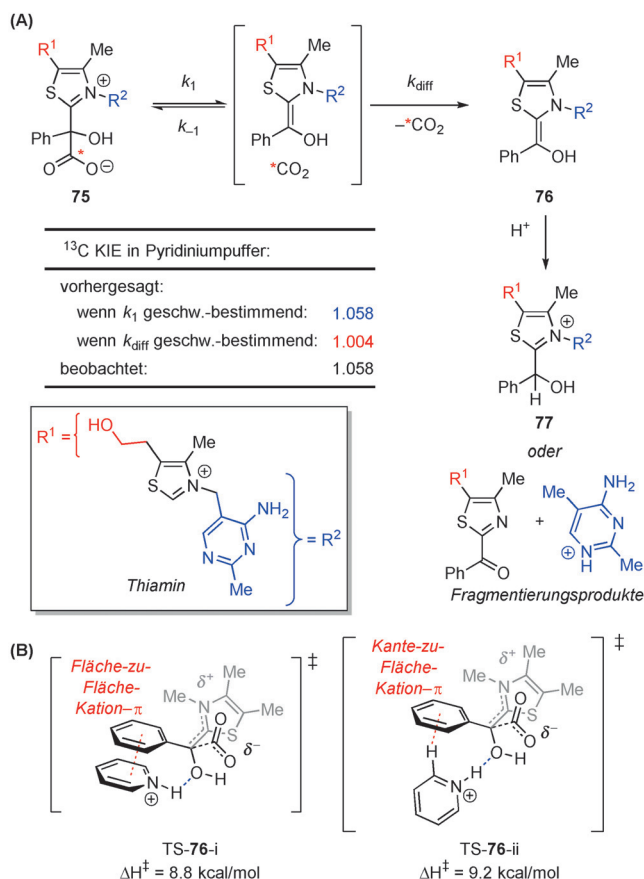 (A)
R¹
Me
N
R²
S
Ph
OH
*
O
O
75
k₁
k₋₁
R¹
Me
S
N
R²
Ph
OH
*CO₂
k_diff
–*CO₂
R¹
Me
S
N
R²
Ph
OH
76
H⁺
¹³C KIE in Pyridiniumpuffer:
vorhergesagt:
wenn k₁ geschw.-bestimmend: 1.058
wenn k_diff geschw.-bestimmend: 1.004
beobachtet: 1.058
R¹
Me
S
N
R²
Ph
OH
H
77
oder
R¹ =
HO
Me
S
N
NH₂
N
N
Me
= R²
Thiamin
R¹
Me
S
N
Ph
O
+
NH₂
Me
N
N
H
Me
Fragmentierungsprodukte
(B)
Fläche-zu-
Fläche-
Kation–π
δ⁺
Me
Me
Me
N
S
O
O
δ⁻
O
H
N
H
‡
TS-76-i
ΔH‡ = 8.8 kcal/mol
Kante-zu-
Fläche-
Kation–π
δ⁺
Me
Me
Me
N
S
O
O
δ⁻
O
H
H
H
N
‡
TS-76-ii
ΔH‡ = 9.2 kcal/mol